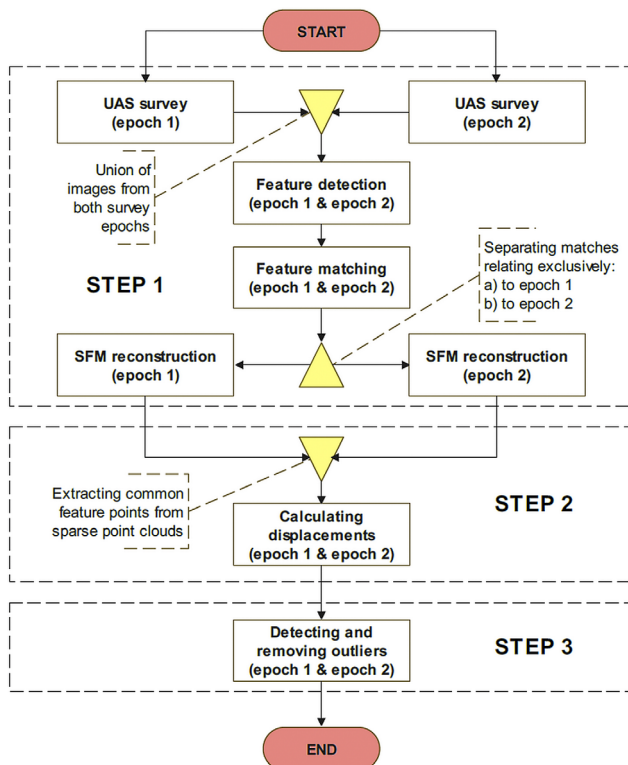 START
UAS survey
(epoch 1)
UAS survey
(epoch 2)
Union of
images from
both survey
epochs
Feature detection
(epoch 1 & epoch 2)
Feature matching
(epoch 1 & epoch 2)
Separating matches
relating exclusively:
a) to epoch 1
b) to epoch 2
STEP 1
SFM reconstruction
(epoch 1)
SFM reconstruction
(epoch 2)
Extracting common
feature points from
sparse point clouds
Calculating
displacements
(epoch 1 & epoch 2)
STEP 2
Detecting and
removing outliers
(epoch 1 & epoch 2)
STEP 3
END